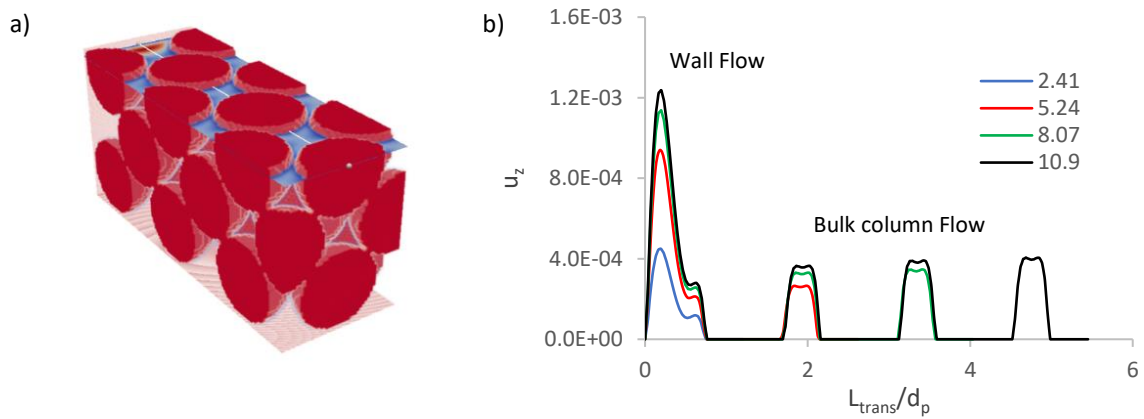 a)
b)
1.6E-03
1.2E-03
8.0E-04
4.0E-04
0.0E+00
u_z
Wall Flow
Bulk column Flow
2.41
5.24
8.07
10.9
0 2 4 6
L_trans/d_p